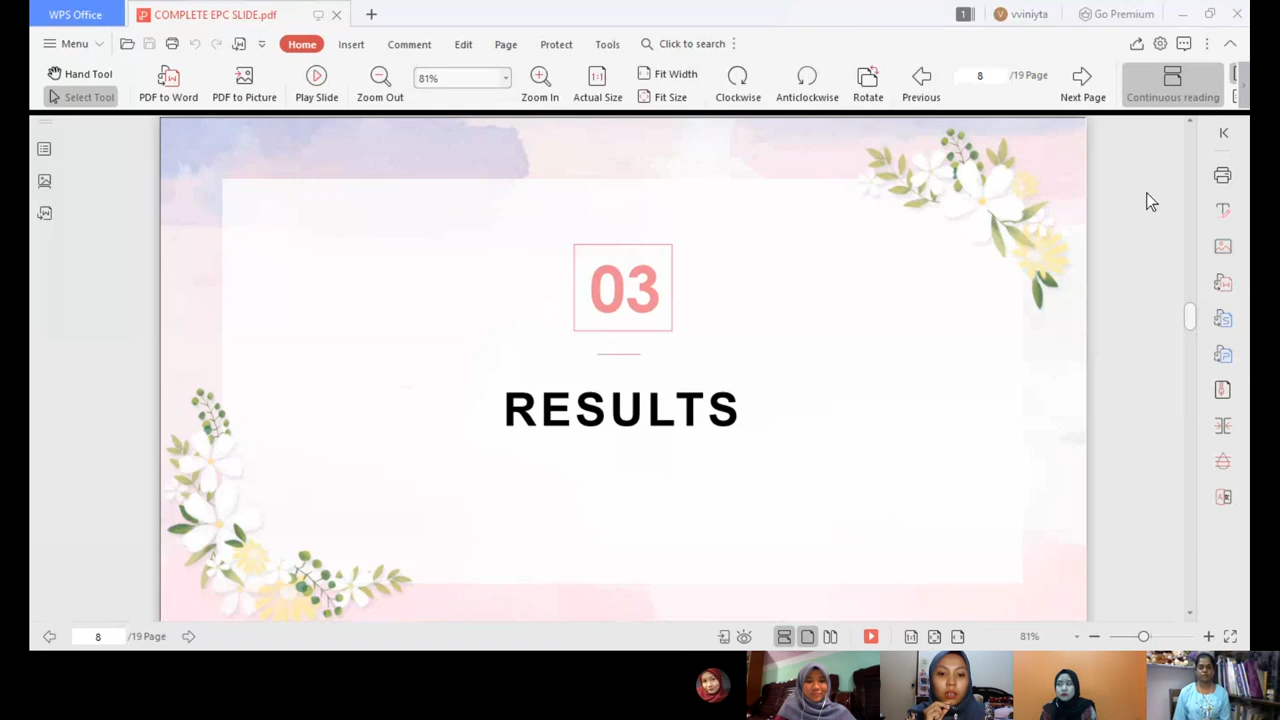 WPS Office
COMPLETE EPC SLIDE.pdf
1
V
vviniyta
Go Premium
Menu
Home
Insert
Comment
Edit
Page
Protect
Tools
Click to search
Hand Tool
Select Tool
PDF to Word
PDF to Picture
Play Slide
Zoom Out
81%
Zoom In
Actual Size
Fit Width
Fit Size
Clockwise
Anticlockwise
Rotate
Previous
8 /19 Page
Next Page
Continuous reading
03
RESULTS
8 /19 Page
81%